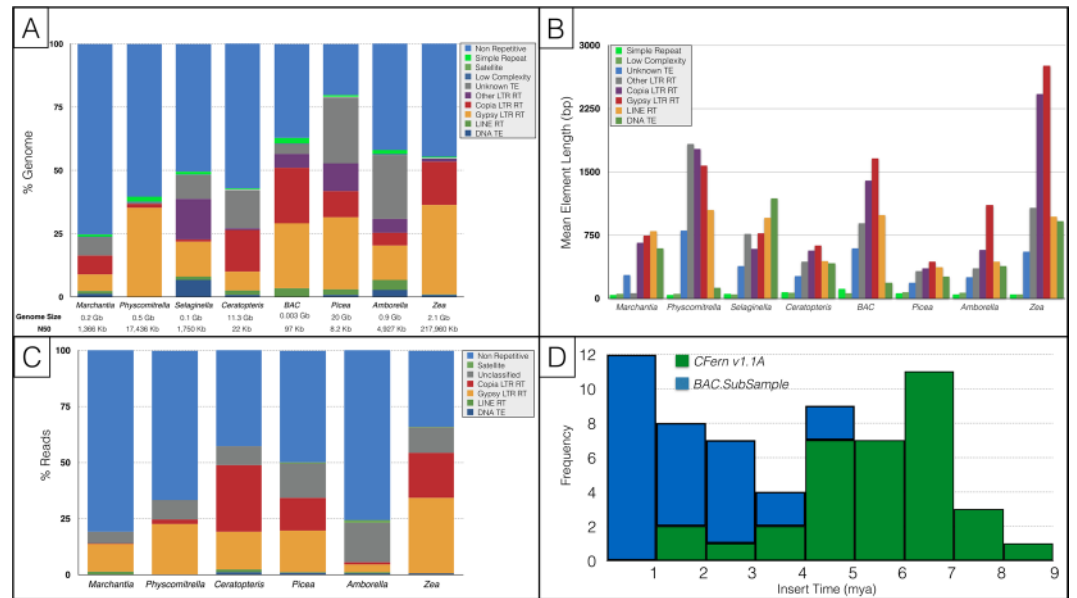 A
100
75
50
25
0
% Genome
Non Repetitive
Simple Repeat
Satellite
Low Complexity
Unknown TE
Other LTR RT
Copia LTR RT
Gypsy LTR RT
LINE RT
DNA TE
Marchantia Physcomitrella Selaginella Ceratopteris BAC Picea Amborella Zea
Genome Size 0.2 Gb 0.5 Gb 0.1 Gb 11.3 Gb 0.003 Gb 20 Gb 0.9 Gb 2.1 Gb
N50 1,366 Kb 17,436 Kb 1,750 Kb 22 Kb 97 Kb 8.2 Kb 4,927 Kb 217,960 Kb
B
3000
2250
1500
750
0
Mean Element Length (bp)
Simple Repeat
Low Complexity
Unknown TE
Other LTR RT
Copia LTR RT
Gypsy LTR RT
LINE RT
DNA TE
Marchantia Physcomitrella Selaginella Ceratopteris BAC Picea Amborella Zea
C
100
75
50
25
0
% Reads
Non Repetitive
Satellite
Unclassified
Copia LTR RT
Gypsy LTR RT
LINE RT
DNA TE
Marchantia Physcomitrella Ceratopteris Picea Amborella Zea
D
12
10
8
6
4
2
0
Frequency
CFern v1.1A
BAC.SubSample
1 2 3 4 5 6 7 8 9
Insert Time (mya)